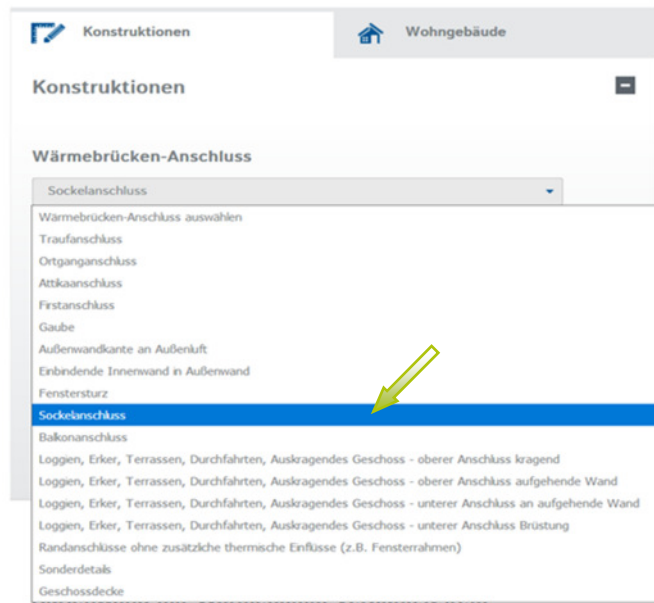 Konstruktionen
Wohngebäude
Konstruktionen
Wärmebrücken-Anschluss
Sockelanschluss
Wärmebrücken-Anschluss auswählen
Traufanschluss
Ortganganschluss
Attikaanschluss
Firstanschluss
Gaube
Außenwandkante an Außenluft
Einbindende Innenwand in Außenwand
Fenstersturz
Sockelanschluss
Balkonanschluss
Loggien, Erker, Terrassen, Durchfahrten, Auskragendes Geschoss - oberer Anschluss kragend
Loggien, Erker, Terrassen, Durchfahrten, Auskragendes Geschoss - oberer Anschluss aufgehende Wand
Loggien, Erker, Terrassen, Durchfahrten, Auskragendes Geschoss - unterer Anschluss an aufgehende Wand
Loggien, Erker, Terrassen, Durchfahrten, Auskragendes Geschoss - unterer Anschluss Brüstung
Randanschlüsse ohne zusätzliche thermische Einflüsse (z.B. Fensterrahmen)
Sonderdetails
Geschossdecke